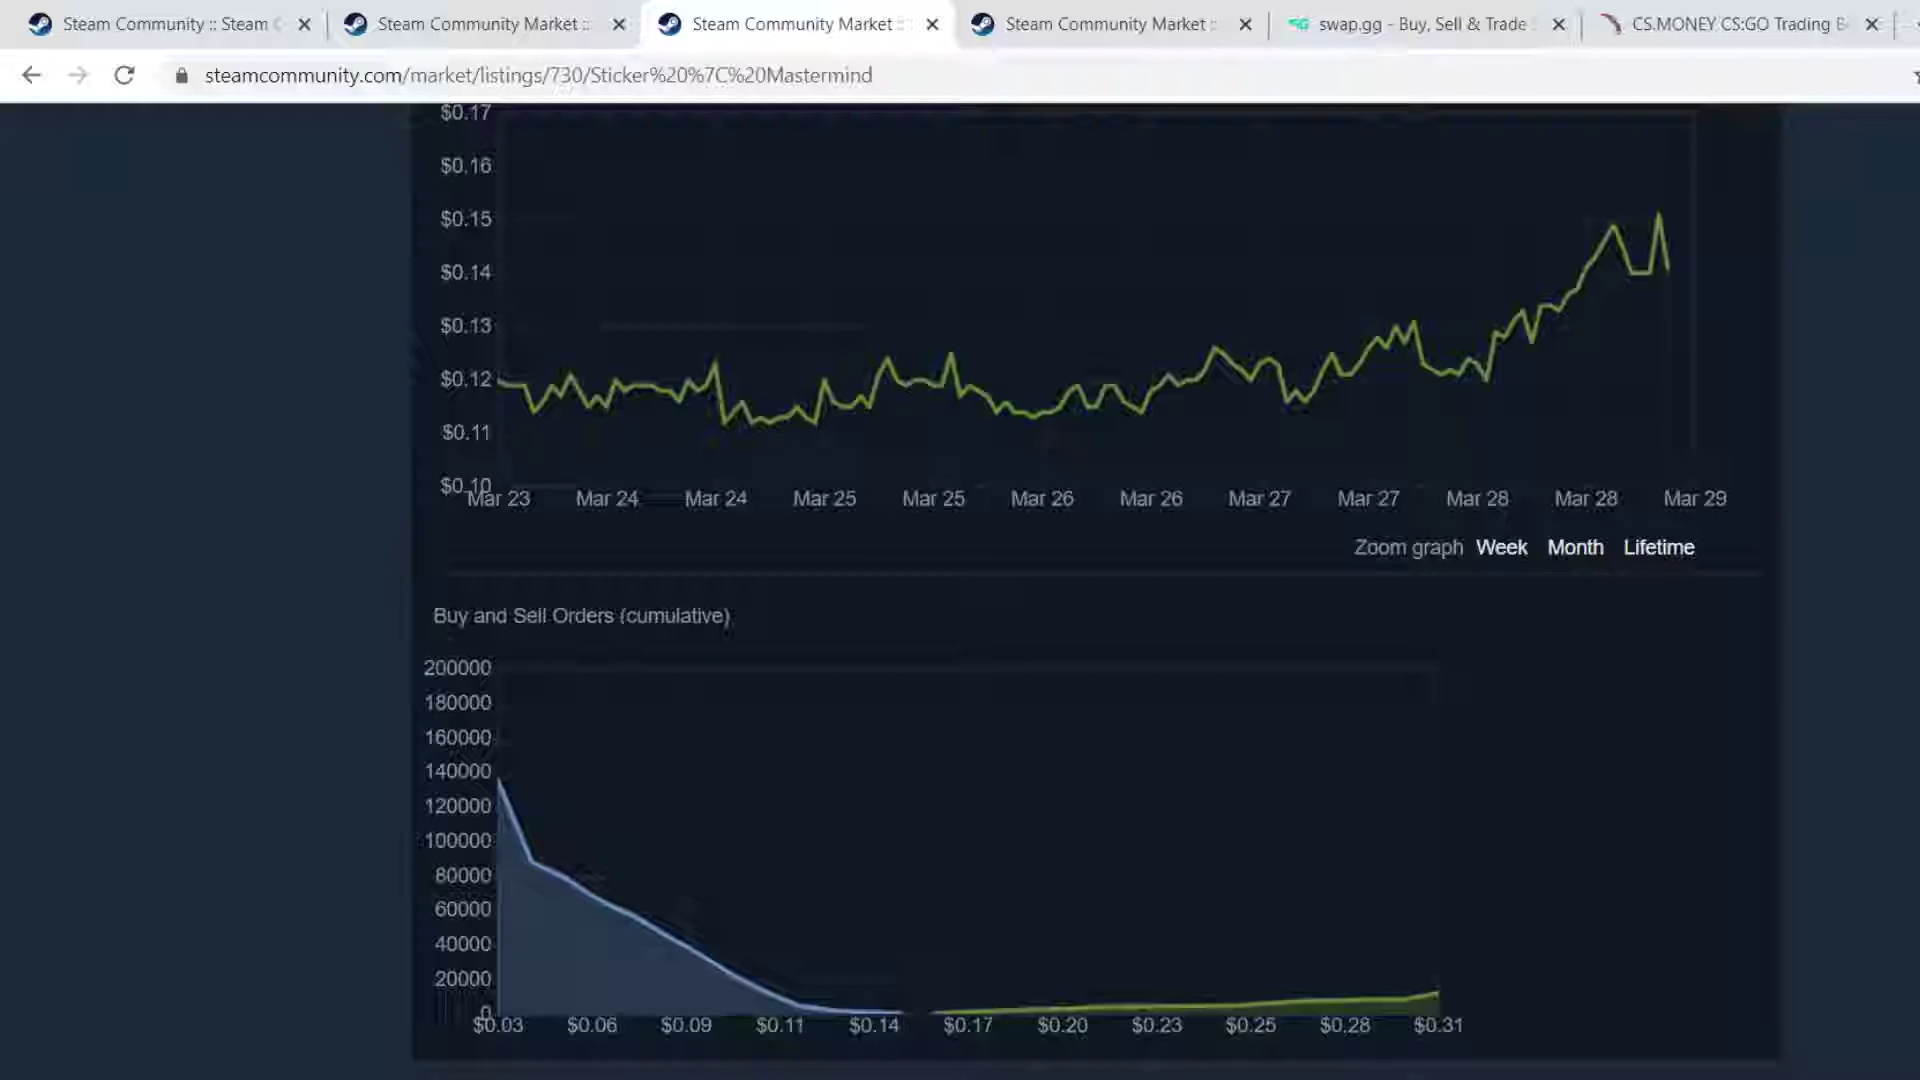 Steam Community :: Steam C
Steam Community Market ::
Steam Community Market ::
Steam Community Market ::
swap.gg - Buy, Sell & Trade
CS.MONEY CS:GO Trading B
steamcommunity.com/market/listings/730/Sticker%20%7C%20Mastermind
$0.17
$0.16
$0.15
$0.14
$0.13
$0.12
$0.11
$0.10
Mar 23 Mar 24 Mar 24 Mar 25 Mar 25 Mar 26 Mar 26 Mar 27 Mar 27 Mar 28 Mar 28 Mar 29
Zoom graph Week Month Lifetime
Buy and Sell Orders (cumulative)
200000
180000
160000
140000
120000
100000
80000
60000
40000
20000
0
$0.03 $0.06 $0.09 $0.11 $0.14 $0.17 $0.20 $0.23 $0.25 $0.28 $0.31